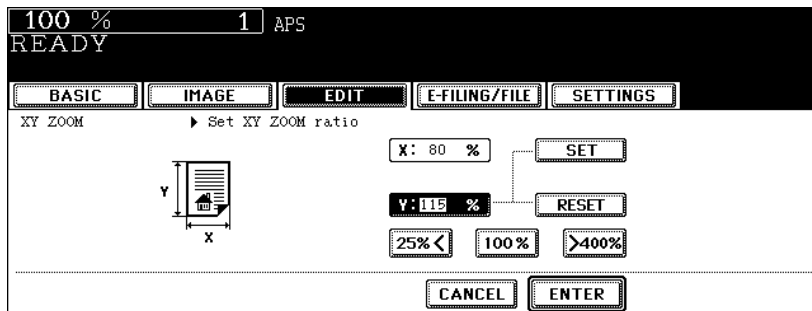 100 % 1 APS
READY
BASIC IMAGE EDIT E-FILING/FILE SETTINGS
XY ZOOM ▶ Set XY ZOOM ratio
X: 80 % SET
Y
Y:115 % RESET
X
25%< 100% >400%
CANCEL ENTER